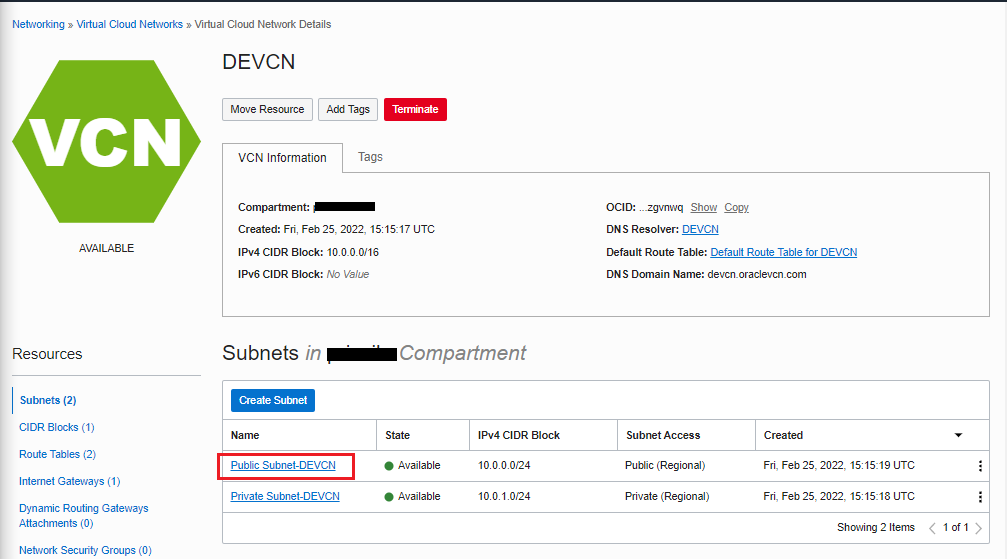 Networking » Virtual Cloud Networks » Virtual Cloud Network Details
VCN
AVAILABLE
DEVCN
Move Resource Add Tags Terminate
VCN Information Tags
Compartment:
Created: Fri, Feb 25, 2022, 15:15:17 UTC
IPv4 CIDR Block: 10.0.0.0/16
IPv6 CIDR Block: No Value
OCID: ...zgvnwq Show Copy
DNS Resolver: DEVCN
Default Route Table: Default Route Table for DEVCN
DNS Domain Name: devcn.oraclevcn.com
Resources
Subnets (2)
CIDR Blocks (1)
Route Tables (2)
Internet Gateways (1)
Dynamic Routing Gateways
Attachments (0)
Network Security Groups (0)
Subnets in Compartment
Create Subnet
Name State IPv4 CIDR Block Subnet Access Created
Public Subnet-DEVCN Available 10.0.0.0/24 Public (Regional) Fri, Feb 25, 2022, 15:15:19 UTC
Private Subnet-DEVCN Available 10.0.1.0/24 Private (Regional) Fri, Feb 25, 2022, 15:15:18 UTC
Showing 2 Items 1 of 1